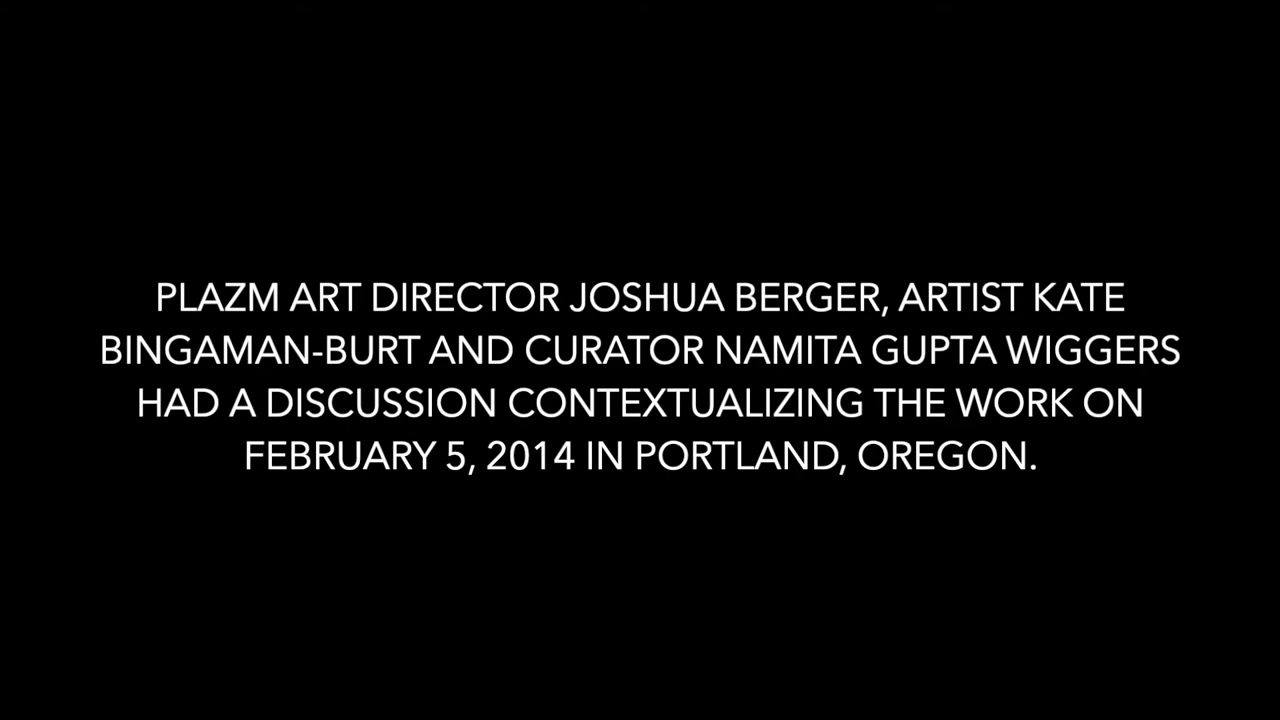 PLAZM ART DIRECTOR JOSHUA BERGER, ARTIST KATE
BINGAMAN-BURT AND CURATOR NAMITA GUPTA WIGGERS
HAD A DISCUSSION CONTEXTUALIZING THE WORK ON
FEBRUARY 5, 2014 IN PORTLAND, OREGON.